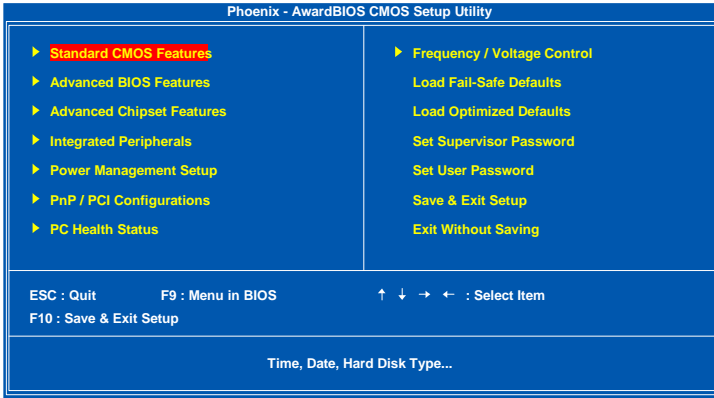 Phoenix - AwardBIOS CMOS Setup Utility
Standard CMOS Features
Advanced BIOS Features
Advanced Chipset Features
Integrated Peripherals
Power Management Setup
PnP / PCI Configurations
PC Health Status
Frequency / Voltage Control
Load Fail-Safe Defaults
Load Optimized Defaults
Set Supervisor Password
Set User Password
Save & Exit Setup
Exit Without Saving
ESC : Quit F9 : Menu in BIOS ↑ ↓ → ← : Select Item
F10 : Save & Exit Setup
Time, Date, Hard Disk Type...